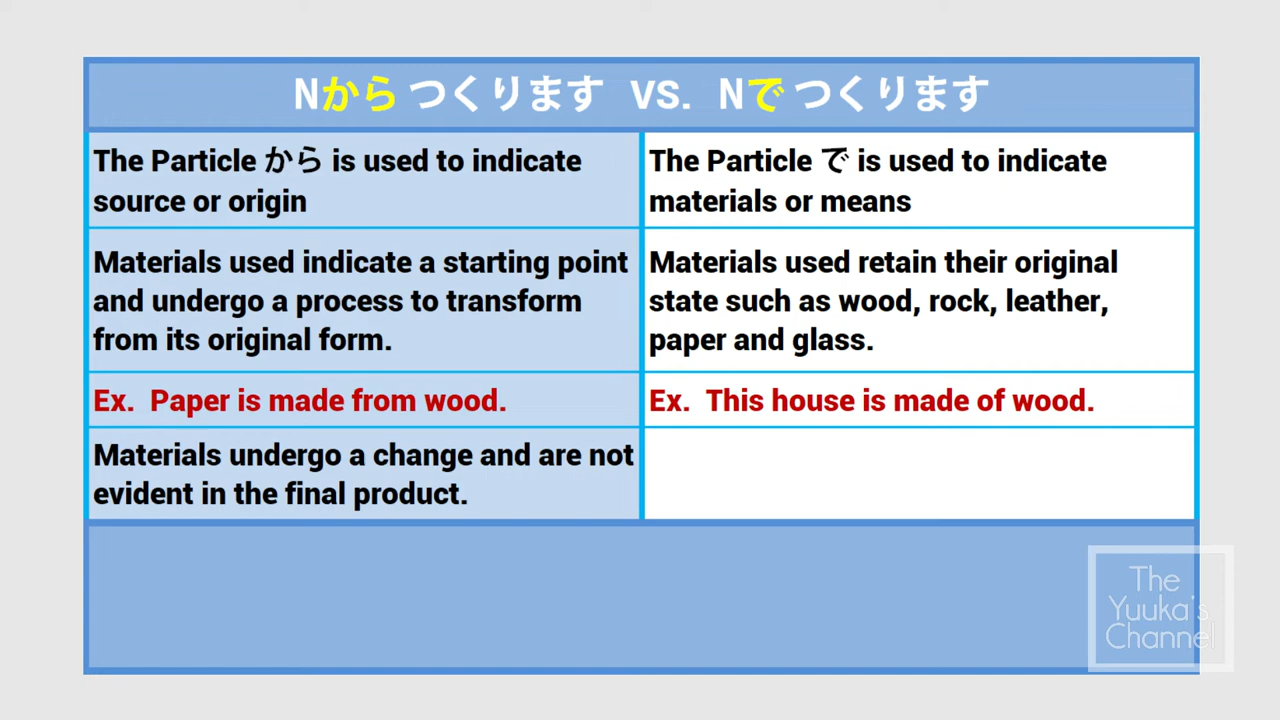 Nから つくります VS. Nで つくります
The Particle から is used to indicate
source or origin
The Particle で is used to indicate
materials or means
Materials used indicate a starting point
and undergo a process to transform
from its original form.
Materials used retain their original
state such as wood, rock, leather,
paper and glass.
Ex. Paper is made from wood.
Ex. This house is made of wood.
Materials undergo a change and are not
evident in the final product.
The
Yuuka's
Channel